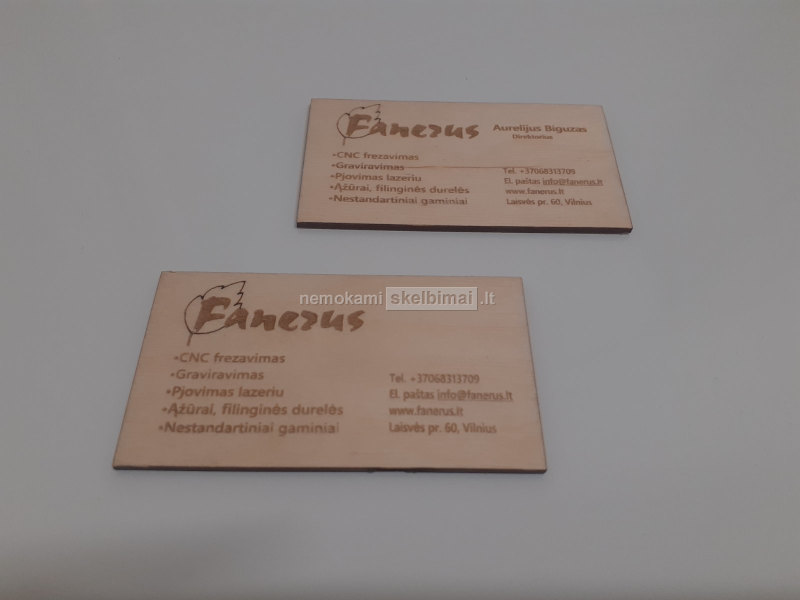 Fanerus
Aurelijus Biguzas
Direktorius
•CNC frezavimas
•Graviravimas
•Pjovimas lazeriu
•Ąžūrai, filinginės durelės
•Nestandartiniai gaminiai
Tel. +37068313709
El. paštas info@fanerus.lt
www.fanerus.lt
Laisvės pr. 60, Vilnius
nemokami skelbimai.lt
Fanerus
•CNC frezavimas
•Graviravimas
•Pjovimas lazeriu
•Ąžūrai, filinginės durelės
•Nestandartiniai gaminiai
Tel. +37068313709
El. paštas info@fanerus.lt
www.fanerus.lt
Laisvės pr. 60, Vilnius